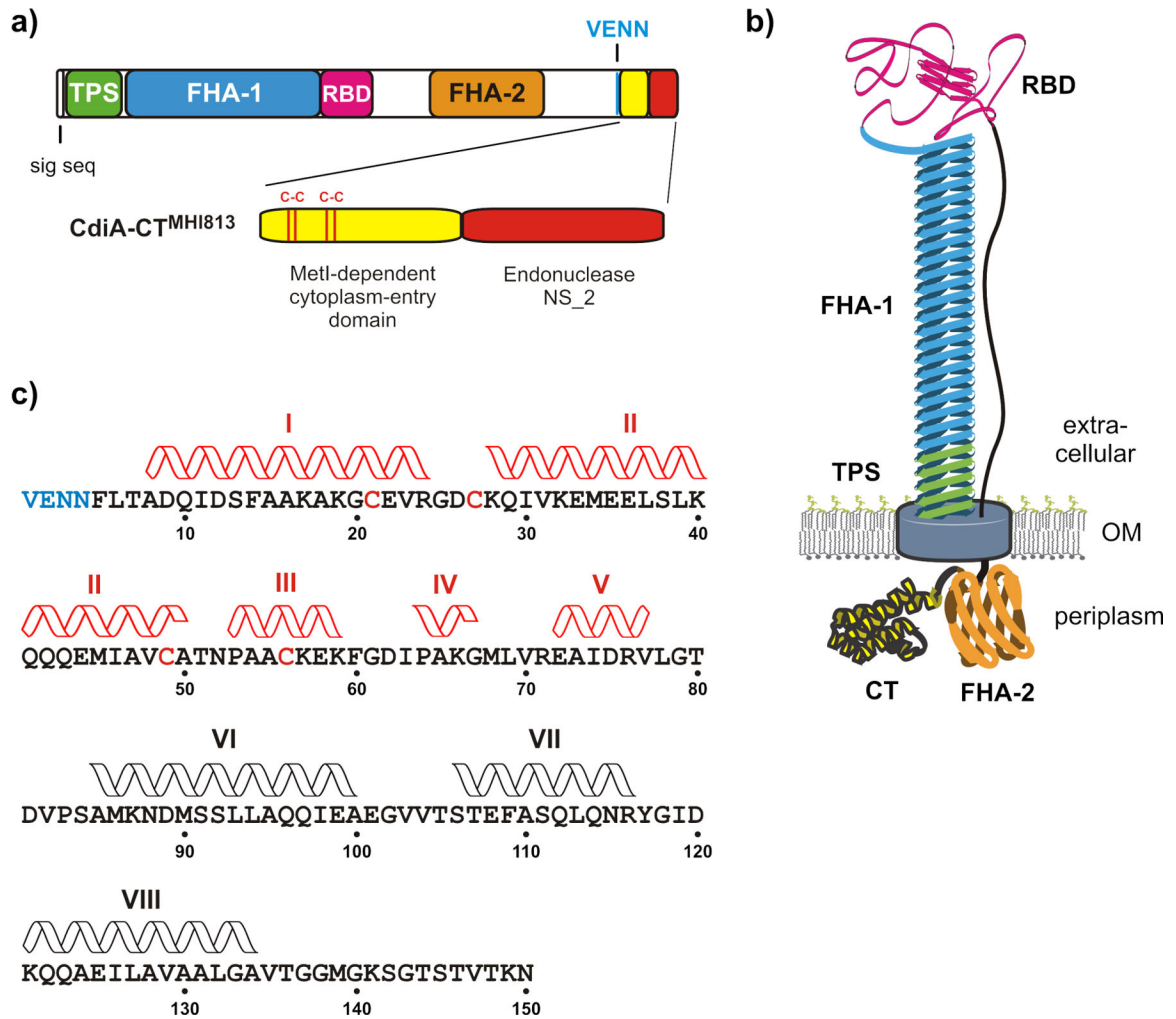 a)
VENN
TPS FHA-1 RBD FHA-2
sig seq
C-C C-C
CdiA-CT^MHI813
MetI-dependent
cytoplasm-entry
domain
Endonuclease
NS_2
b)
RBD
FHA-1
extra-
cellular
TPS
OM
periplasm
CT
FHA-2
c)
I II
VENNFLTADQIDSFAAKAKGCEVRGDCKQIVKEMEELSLK
10 20 30 40
II III IV V
QQQEMIAVCATNPAACKEKFGDIPAKGMLVREAIDRVLGT
50 60 70 80
VI VII
DVPSAMKNDMSSLLAQQIEAEGVVTSTEFASQLQNRYGID
90 100 110 120
VIII
KQQAEILAVAALGAVTGGMGKSGTSTVTKN
130 140 150